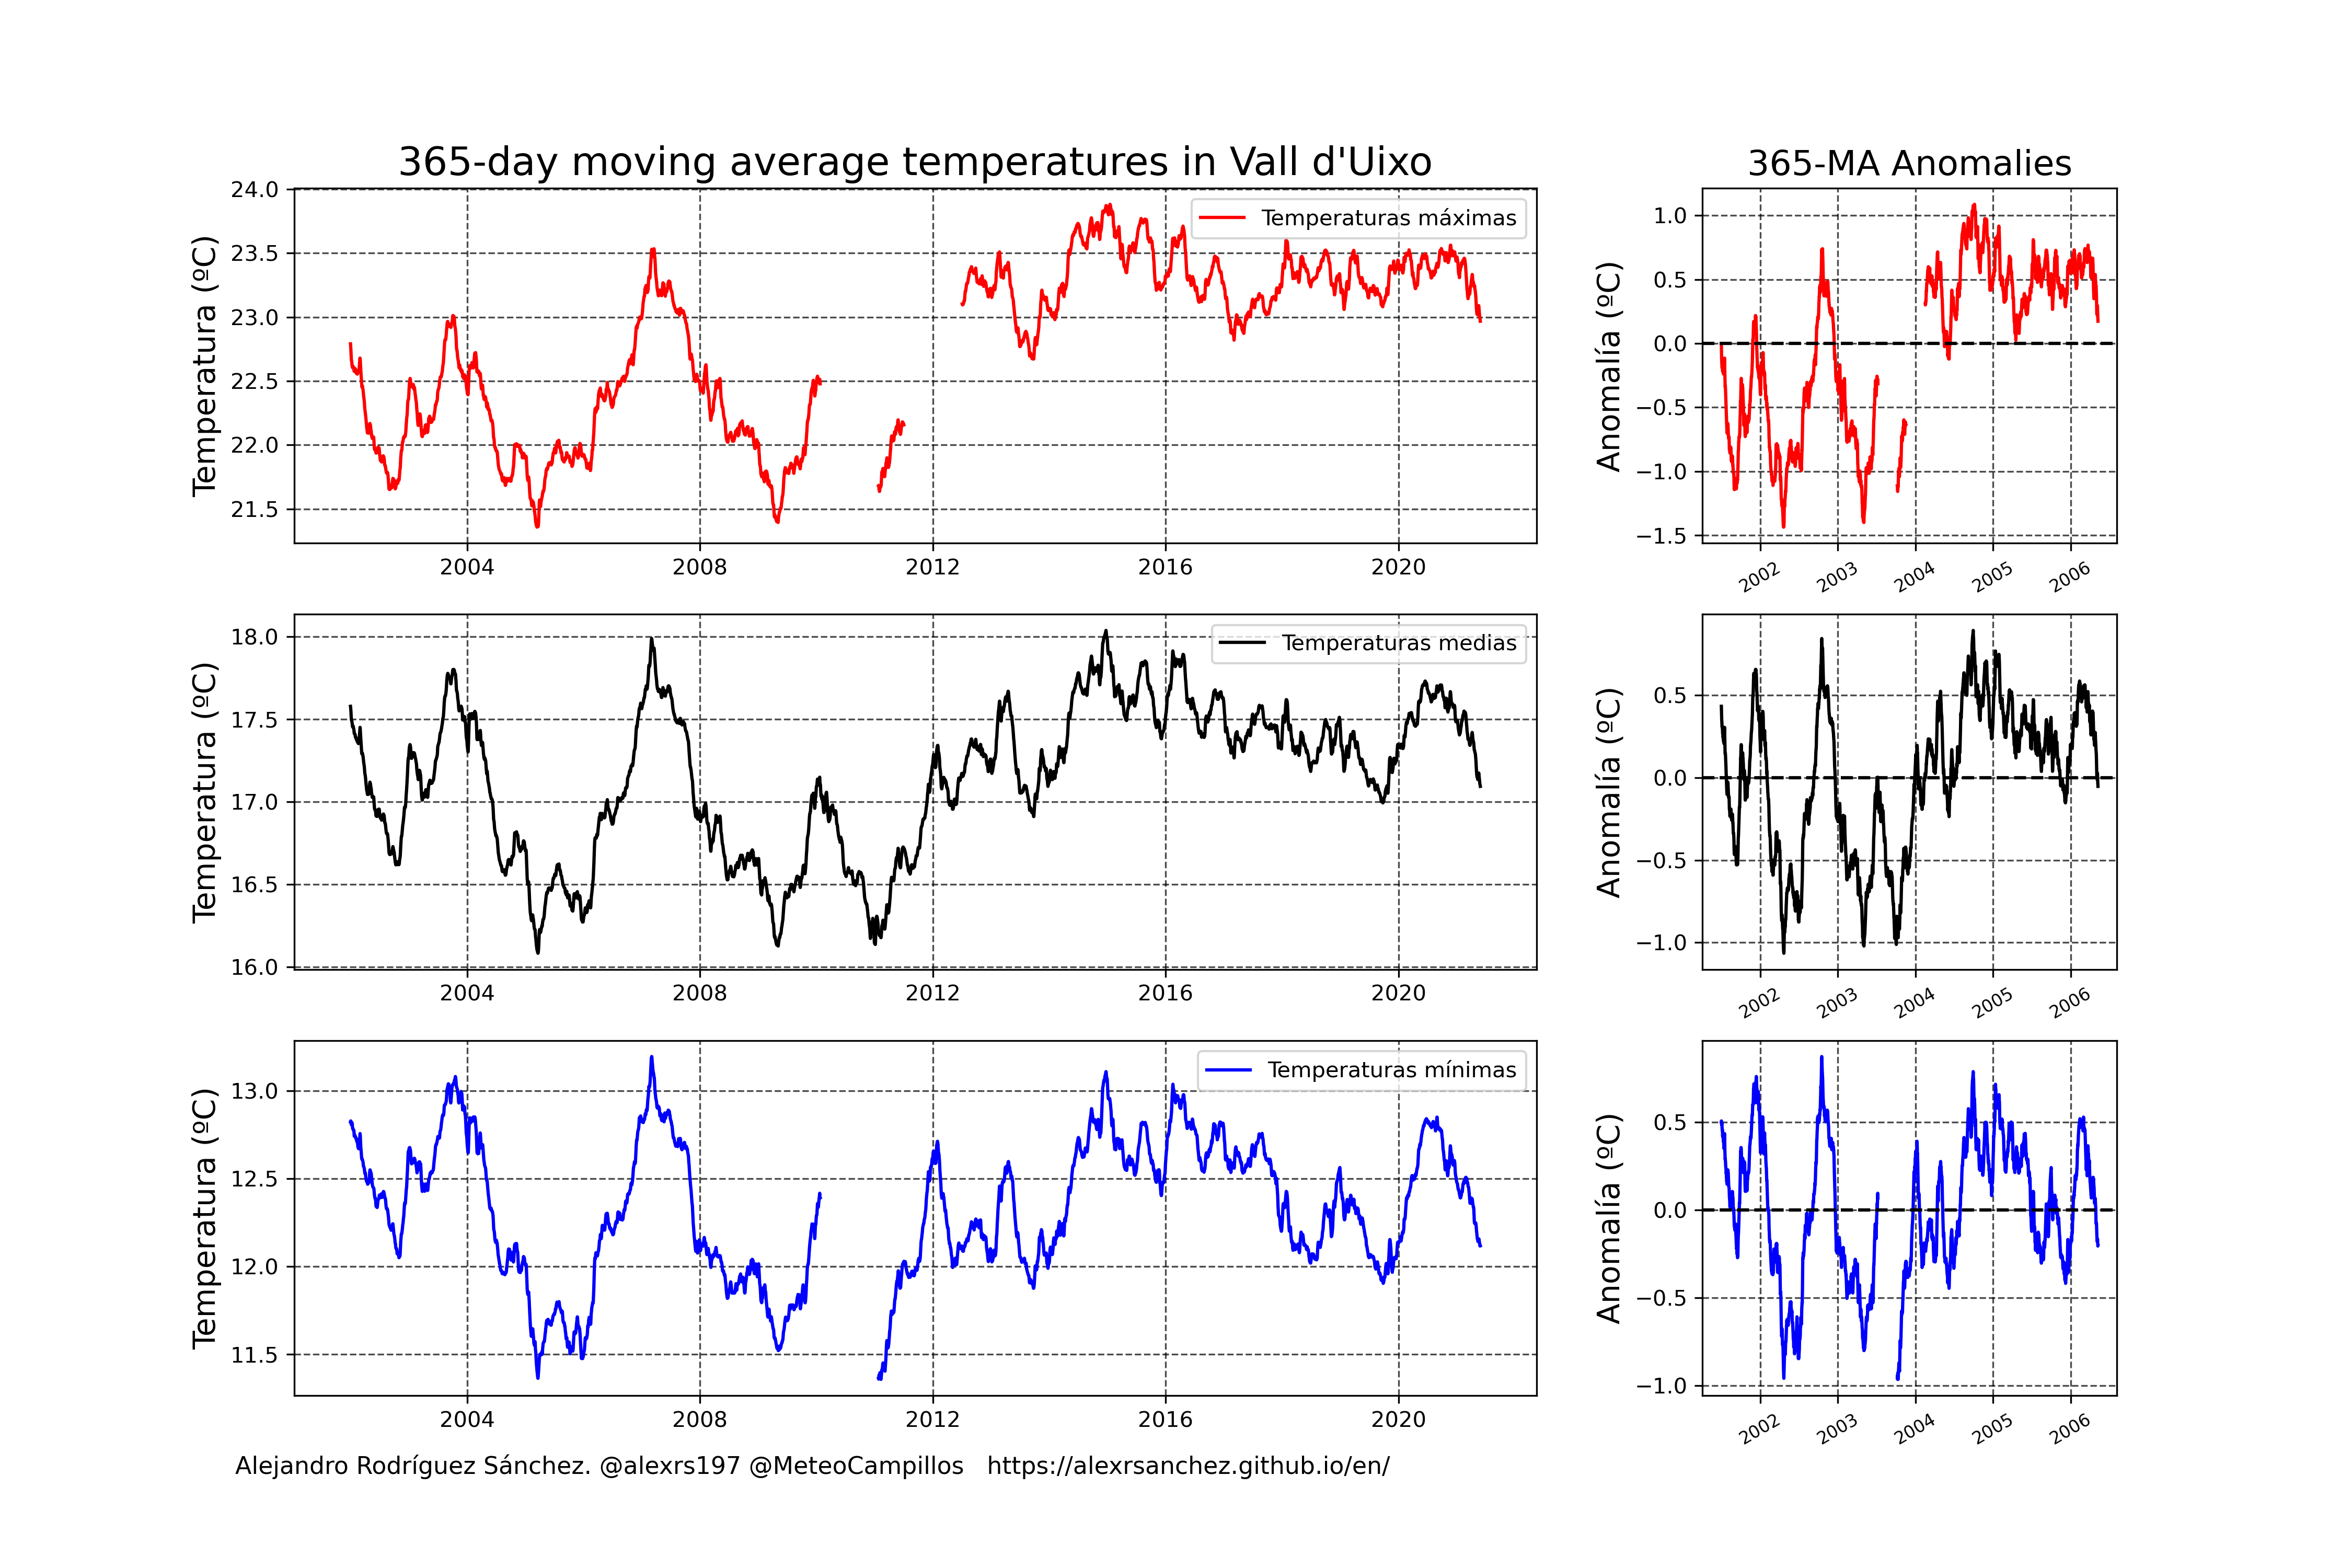 365-day moving average temperatures in Vall d'Uixo
365-MA Anomalies
Temperatura (ºC)
24.0
23.5
23.0
22.5
22.0
21.5
Temperaturas máximas
2004 2008 2012 2016 2020
Anomalía (ºC)
1.0
0.5
0.0
−0.5
−1.0
−1.5
2002 2003 2004 2005 2006
Temperatura (ºC)
18.0
17.5
17.0
16.5
16.0
Temperaturas medias
2004 2008 2012 2016 2020
Anomalía (ºC)
0.5
0.0
−0.5
−1.0
2002 2003 2004 2005 2006
Temperatura (ºC)
13.0
12.5
12.0
11.5
Temperaturas mínimas
2004 2008 2012 2016 2020
Anomalía (ºC)
0.5
0.0
−0.5
−1.0
2002 2003 2004 2005 2006
Alejandro Rodríguez Sánchez. @alexrs197 @MeteoCampillos https://alexrsanchez.github.io/en/